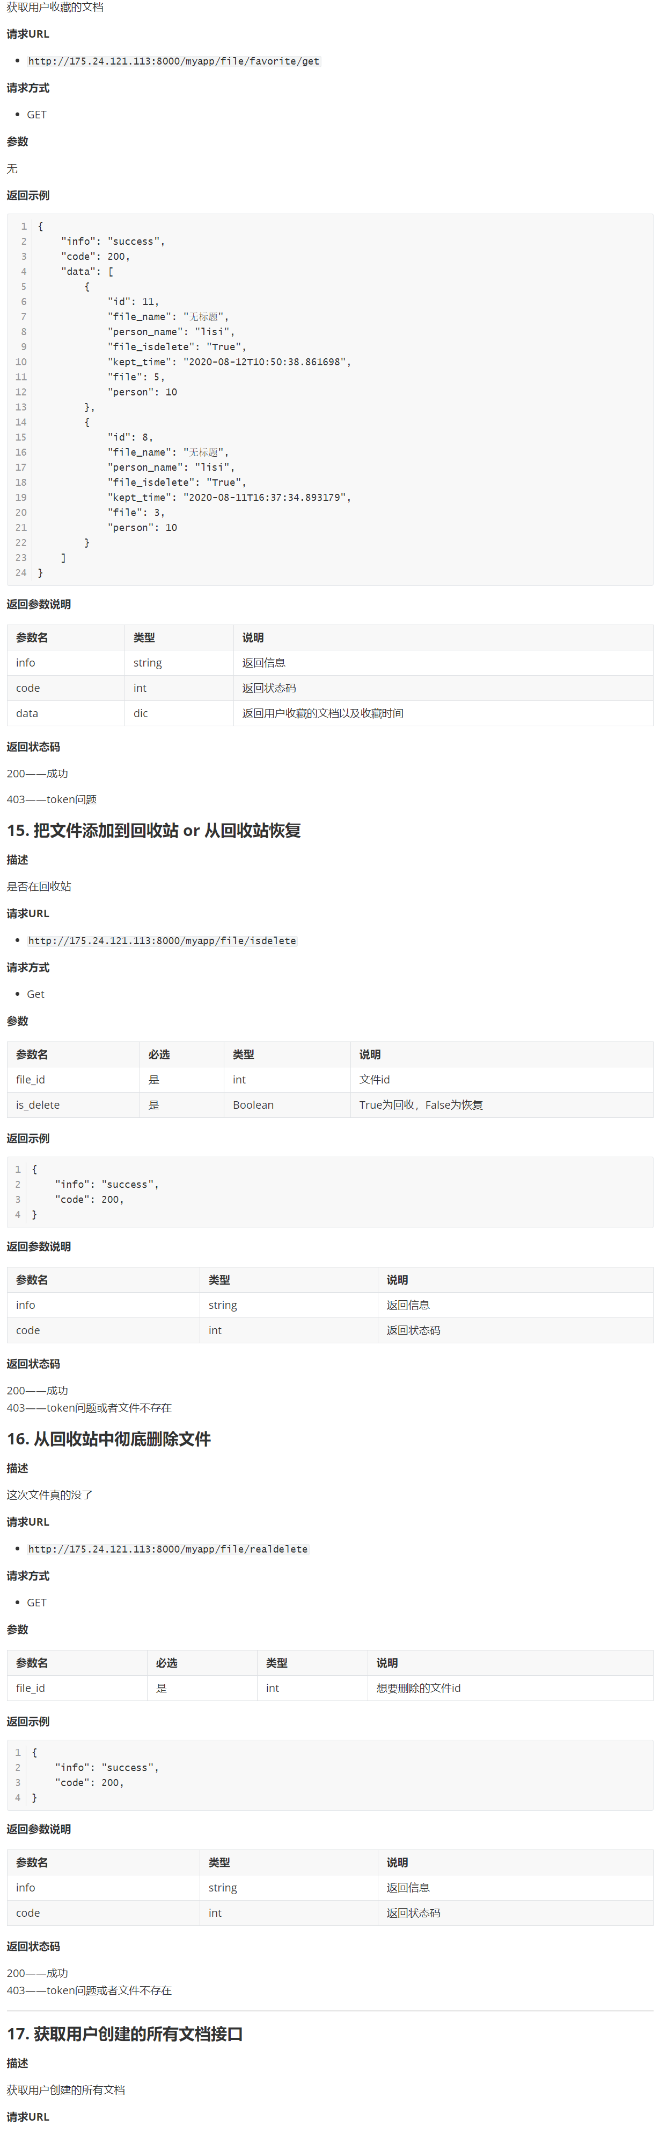 获取用户收藏的文档
请求URL
• http://175.24.121.113:8000/myapp/file/favorite/get
请求方式
• GET
参数
无
返回示例
1 {
2 "info": "success",
3 "code": 200,
4 "data": [
5 {
6 "id": 11,
7 "file_name": "无标题",
8 "person_name": "lisi",
9 "file_isdelete": "True",
10 "kept_time": "2020-08-12T10:50:38.861698",
11 "file": 5,
12 "person": 10
13 },
14 {
15 "id": 8,
16 "file_name": "无标题",
17 "person_name": "lisi",
18 "file_isdelete": "True",
19 "kept_time": "2020-08-11T16:37:34.893179",
20 "file": 3,
21 "person": 10
22 }
23 ]
24 }
返回参数说明
参数名 类型 说明
info string 返回信息
code int 返回状态码
data dic 返回用户收藏的文档以及收藏时间
返回状态码
200——成功
403——token问题
15. 把文件添加到回收站 or 从回收站恢复
描述
是否在回收站
请求URL
• http://175.24.121.113:8000/myapp/file/isdelete
请求方式
• Get
参数
参数名 必选 类型 说明
file_id 是 int 文件id
is_delete 是 Boolean True为回收，False为恢复
返回示例
1 {
2 "info": "success",
3 "code": 200,
4 }
返回参数说明
参数名 类型 说明
info string 返回信息
code int 返回状态码
返回状态码
200——成功
403——token问题或者文件不存在
16. 从回收站中彻底删除文件
描述
这次文件真的没了
请求URL
• http://175.24.121.113:8000/myapp/file/realdelete
请求方式
• GET
参数
参数名 必选 类型 说明
file_id 是 int 想要删除的文件id
返回示例
1 {
2 "info": "success",
3 "code": 200,
4 }
返回参数说明
参数名 类型 说明
info string 返回信息
code int 返回状态码
返回状态码
200——成功
403——token问题或者文件不存在
17. 获取用户创建的所有文档接口
描述
获取用户创建的所有文档
请求URL